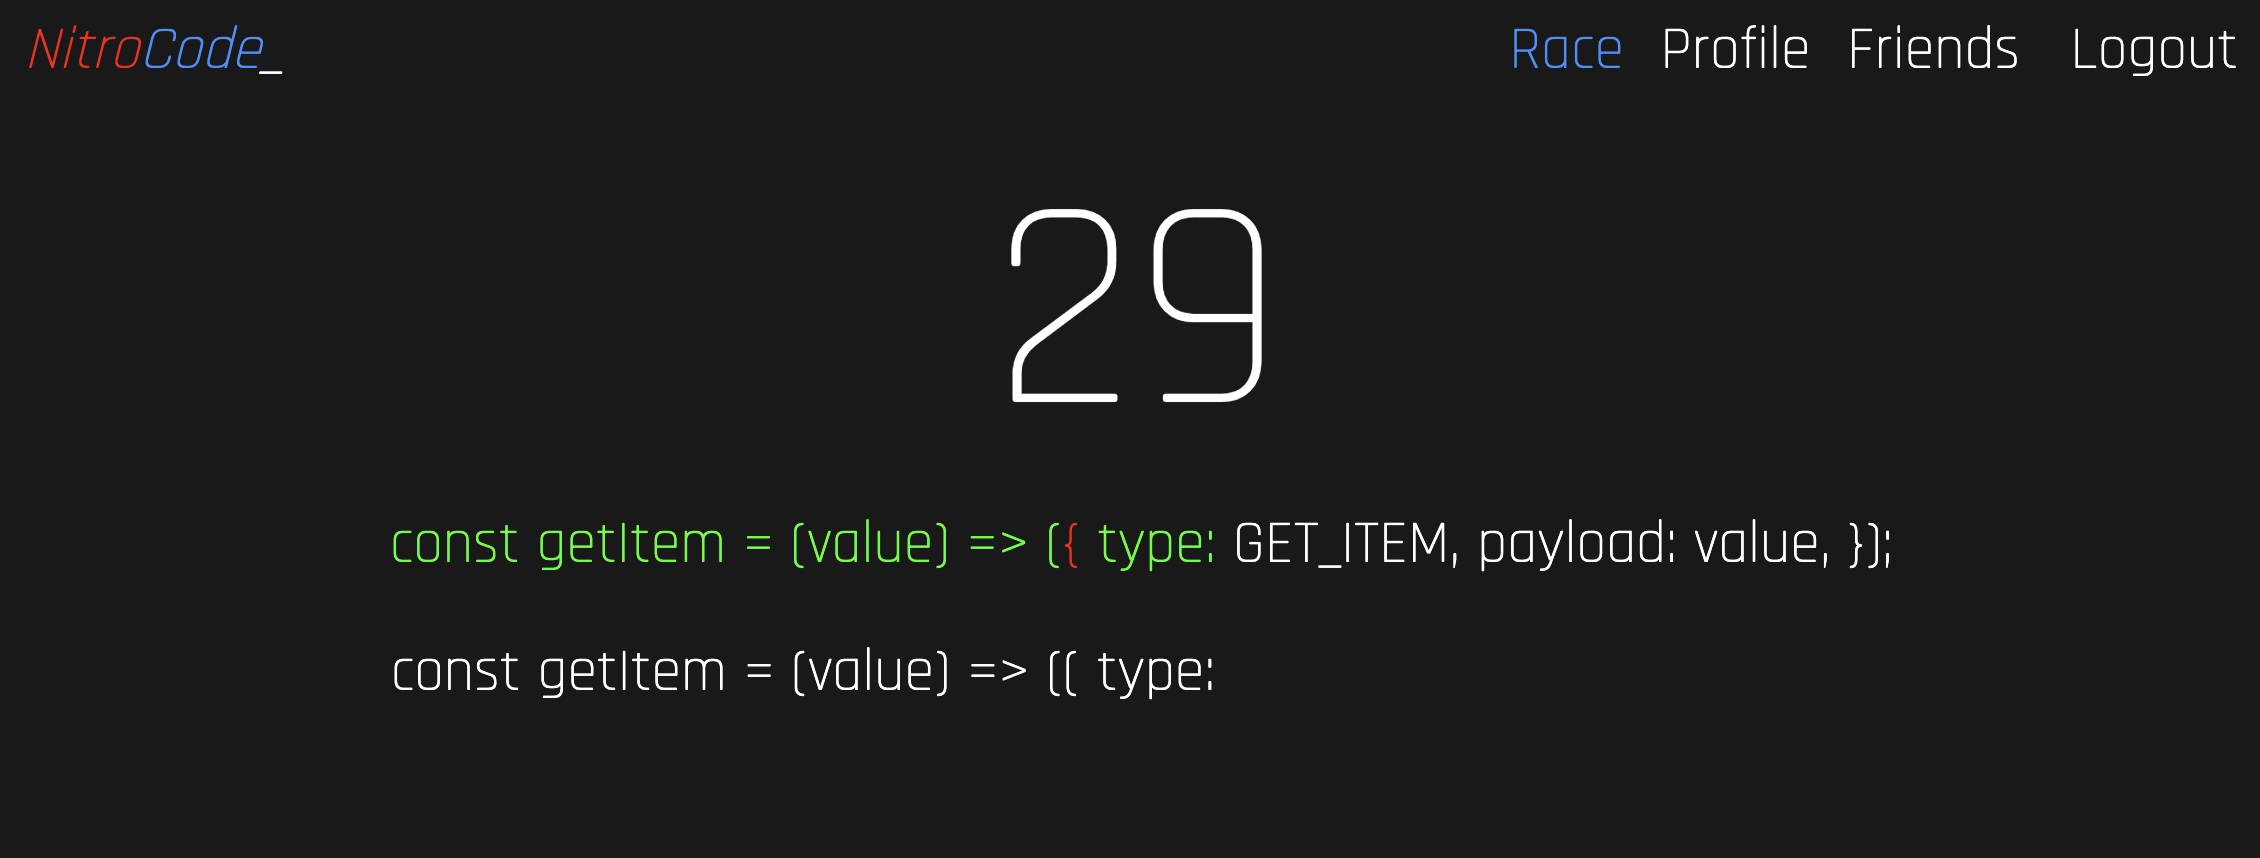 NitroCode_ Race Profile Friends Logout
29
const getItem = (value) => ({ type: GET_ITEM, payload: value, });
const getItem = (value) => (( type: